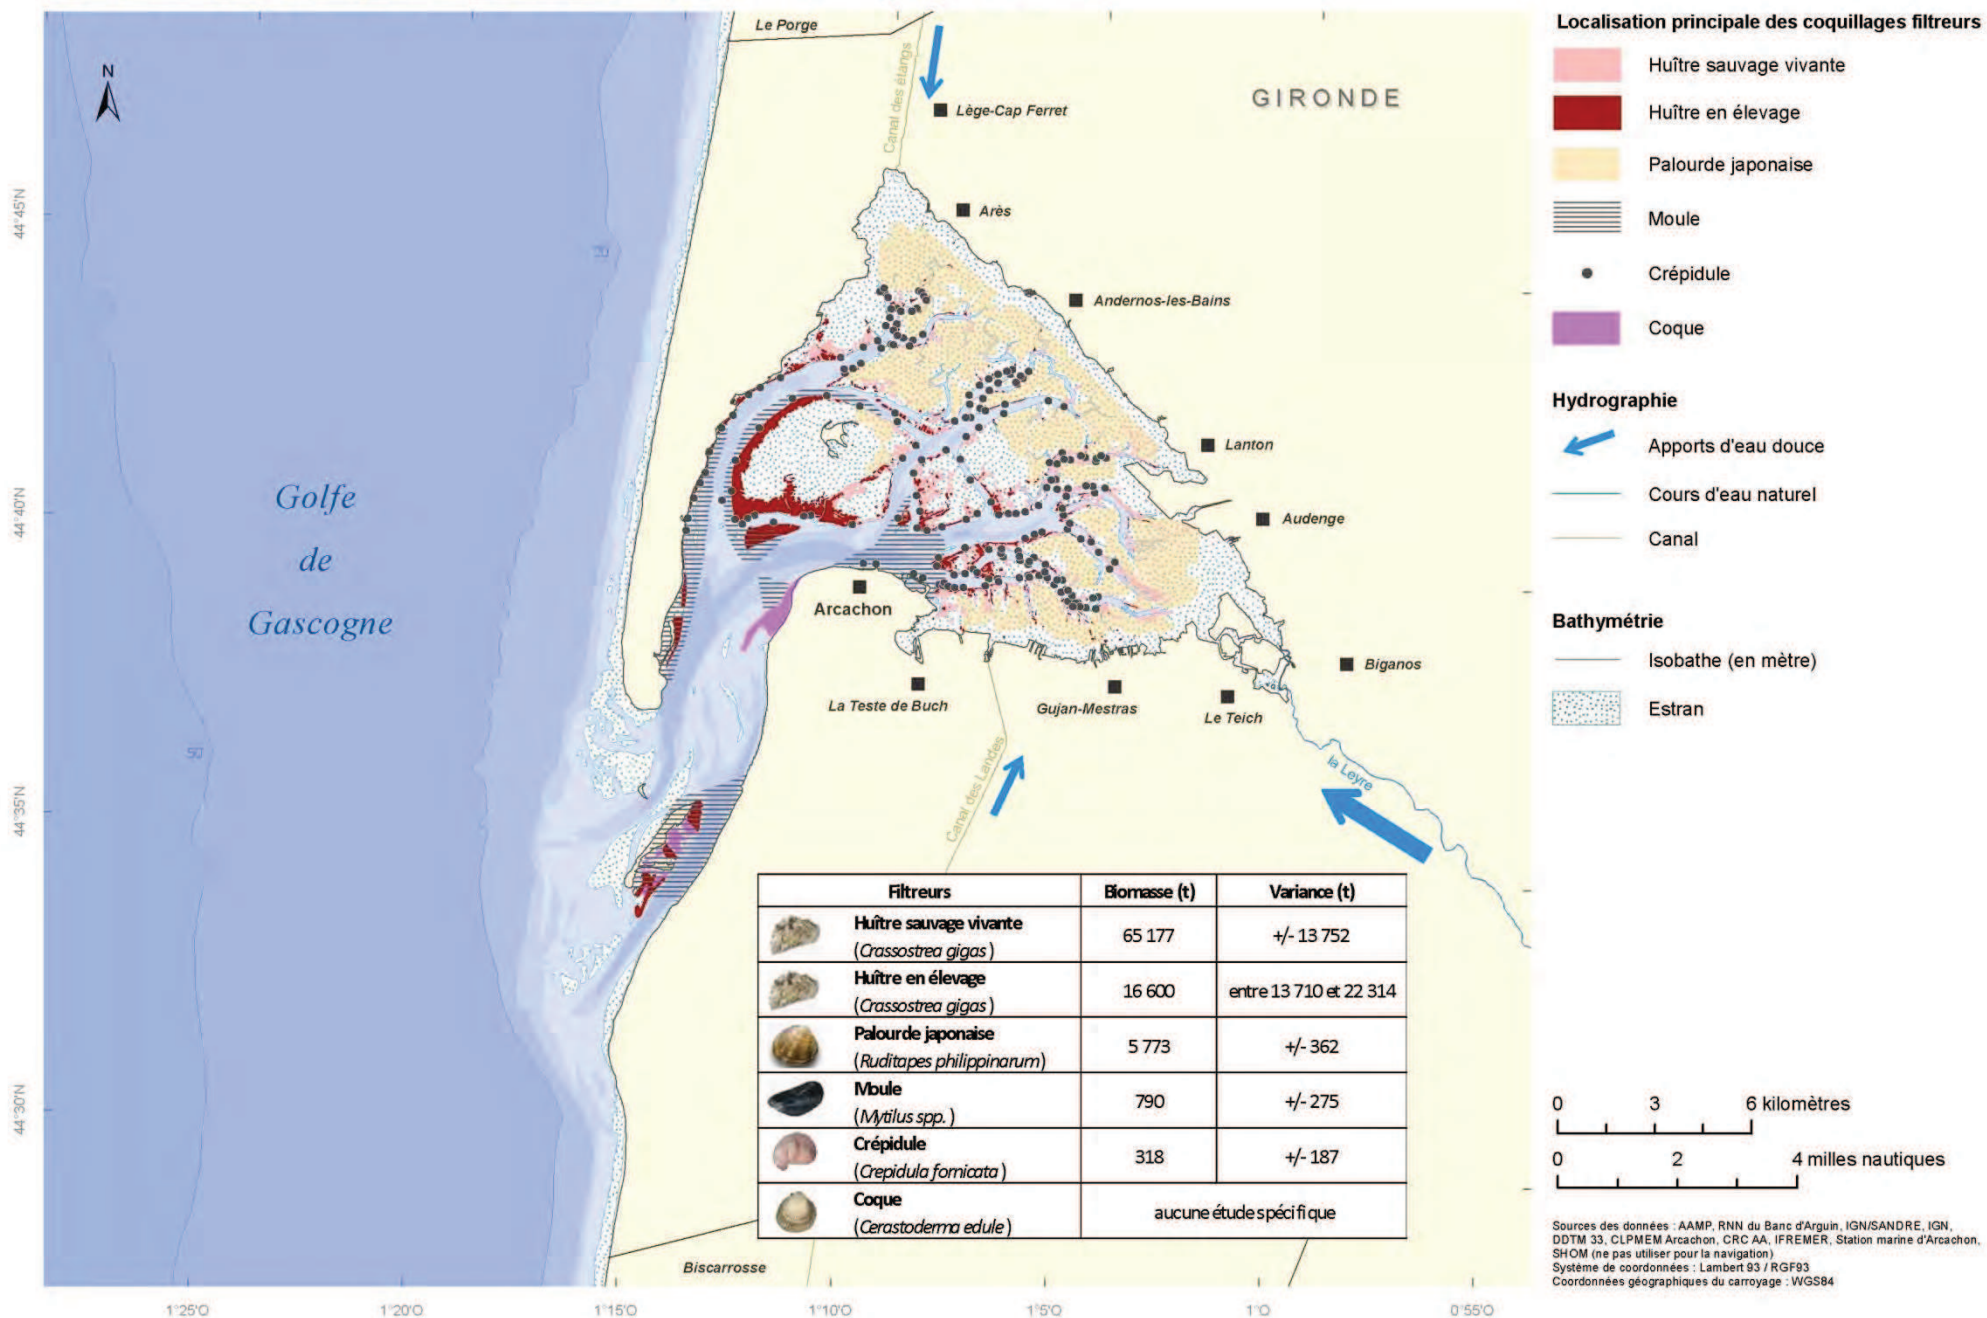 Le Porge
N
Canal des étangs
Lège-Cap Ferret
GIRONDE
Arès
Andernos-les-Bains
Lanton
Audenge
Golfe
de
Gascogne
Arcachon
La Teste de Buch
Gujan-Mestras
Le Teich
Biganos
la Leyre
Canal des Landes
50
Biscarrosse
44°45'N
44°40'N
44°35'N
44°30'N
1°25'O
1°20'O
1°15'O
1°10'O
1°5'O
1°O
0°55'O
Filtreurs Biomasse (t) Variance (t)
Huître sauvage vivante
(Crassostrea gigas) 65 177 +/- 13 752
Huître en élevage
(Crassostrea gigas) 16 600 entre 13 710 et 22 314
Palourde japonaise
(Ruditapes philippinarum) 5 773 +/- 362
Moule
(Mytilus spp.) 790 +/- 275
Crépidule
(Crepidula fornicata) 318 +/- 187
Coque
(Cerastoderma edule) aucune étude spécifique
Localisation principale des coquillages filtreurs
Huître sauvage vivante
Huître en élevage
Palourde japonaise
Moule
Crépidule
Coque
Hydrographie
Apports d'eau douce
Cours d'eau naturel
Canal
Bathymétrie
Isobathe (en mètre)
Estran
0 3 6 kilomètres
0 2 4 milles nautiques
Sources des données : AAMP, RNN du Banc d'Arguin, IGN/SANDRE, IGN,
DDTM 33, CLPMEM Arcachon, CRC AA, IFREMER, Station marine d'Arcachon,
SHOM (ne pas utiliser pour la navigation)
Système de coordonnées : Lambert 93 / RGF93
Coordonnées géographiques du carroyage : WGS84